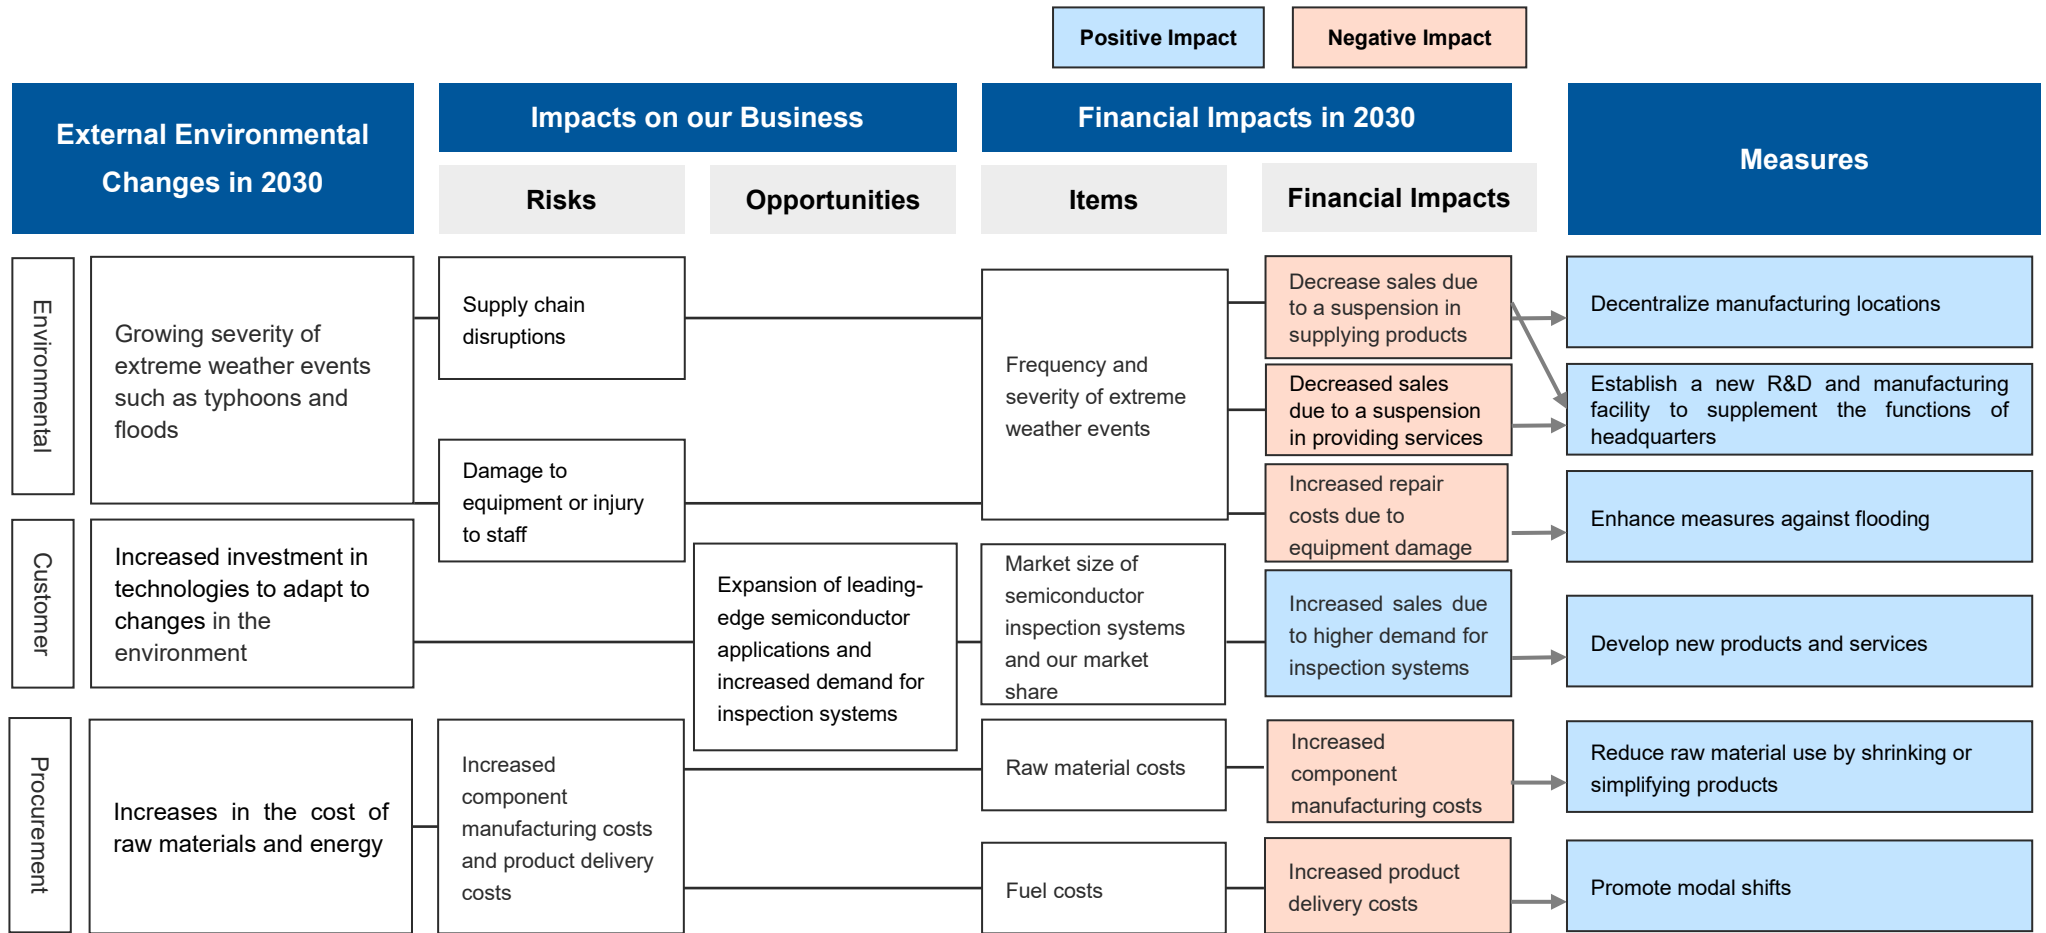 Positive Impact
Negative Impact
External Environmental
Changes in 2030
Impacts on our Business
Financial Impacts in 2030
Measures
Risks
Opportunities
Items
Financial Impacts
Environmental
Growing severity of
extreme weather events
such as typhoons and
floods
Supply chain
disruptions
Damage to
equipment or injury
to staff
Frequency and
severity of extreme
weather events
Decrease sales due
to a suspension in
supplying products
Decreased sales
due to a suspension
in providing services
Increased repair
costs due to
equipment damage
Decentralize manufacturing locations
Establish a new R&D and manufacturing
facility to supplement the functions of
headquarters
Enhance measures against flooding
Customer
Increased investment in
technologies to adapt to
changes in the
environment
Expansion of leading-
edge semiconductor
applications and
increased demand for
inspection systems
Market size of
semiconductor
inspection systems
and our market
share
Increased sales due
to higher demand for
inspection systems
Develop new products and services
Procurement
Increases in the cost of
raw materials and energy
Increased
component
manufacturing costs
and product delivery
costs
Raw material costs
Increased
component
manufacturing costs
Reduce raw material use by shrinking or
simplifying products
Fuel costs
Increased product
delivery costs
Promote modal shifts